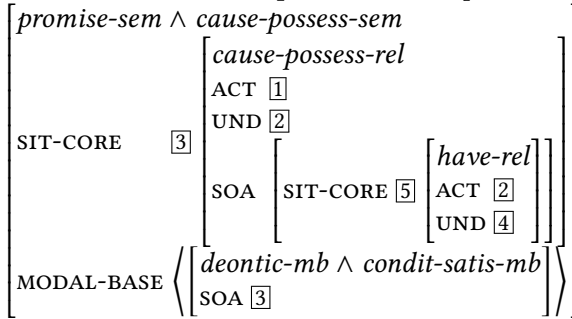 promise-sem ∧ cause-possess-sem
cause-possess-rel
ACT 1
UND 2
SIT-CORE 3
have-rel
SOA SIT-CORE 5 ACT 2
UND 4
deontic-mb ∧ condit-satis-mb
MODAL-BASE
SOA 3